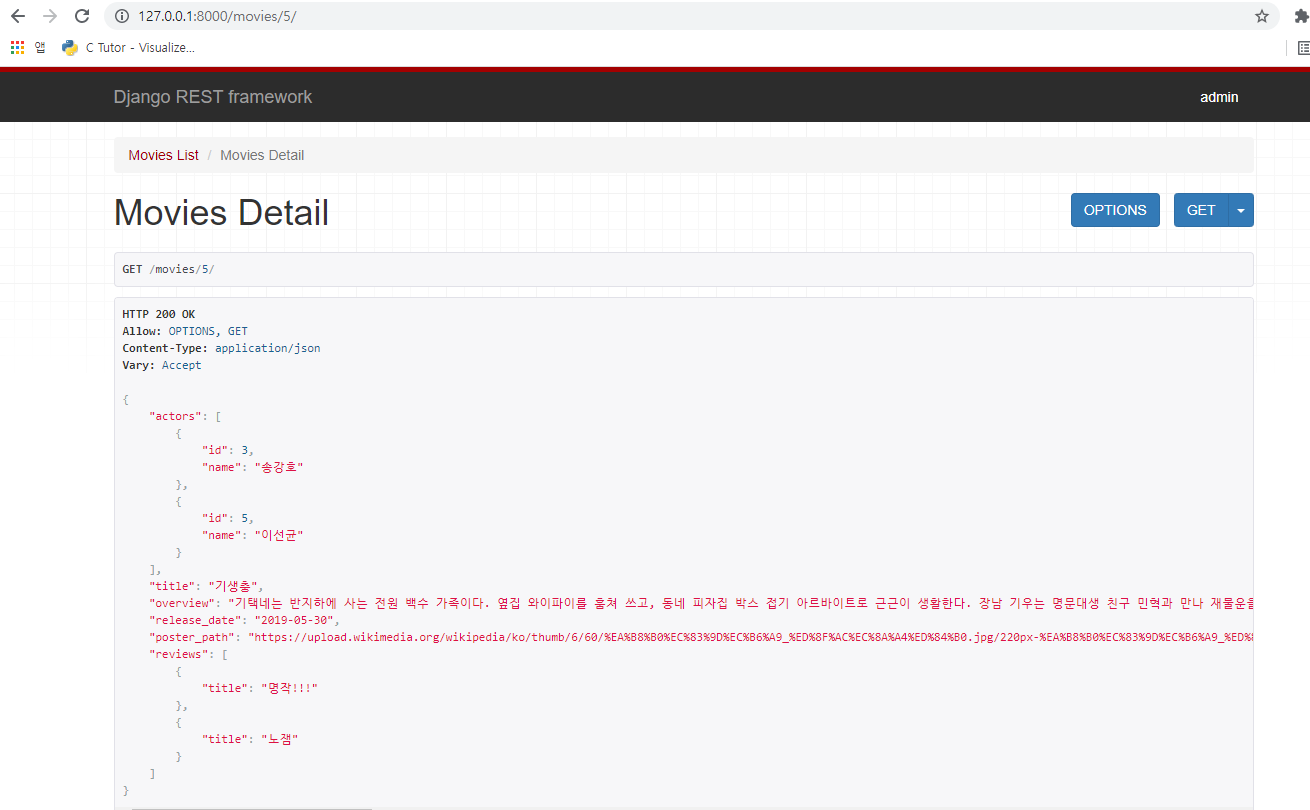 127.0.0.1:8000/movies/5/
앱
C Tutor - Visualize...
Django REST framework
admin
Movies List / Movies Detail
Movies Detail
OPTIONS
GET
GET /movies/5/
HTTP 200 OK
Allow: OPTIONS, GET
Content-Type: application/json
Vary: Accept
{
"actors": [
{
"id": 3,
"name": "송강호"
},
{
"id": 5,
"name": "이선균"
}
],
"title": "기생충",
"overview": "기택네는 반지하에 사는 전원 백수 가족이다. 옆집 와이파이를 훔쳐 쓰고, 동네 피자집 박스 접기 아르바이트로 근근이 생활한다. 장남 기우는 명문대생 친구 민혁과 만나 재물운을
"release_date": "2019-05-30",
"poster_path": "https://upload.wikimedia.org/wikipedia/ko/thumb/6/60/%EA%B8%B0%EC%83%9D%EC%B6%A9_%ED%8F%AC%EC%8A%A4%ED%84%B0.jpg/220px-%EA%B8%B0%EC%83%9D%EC%B6%A9_%ED%
"reviews": [
{
"title": "명작!!!"
},
{
"title": "노잼"
}
]
}